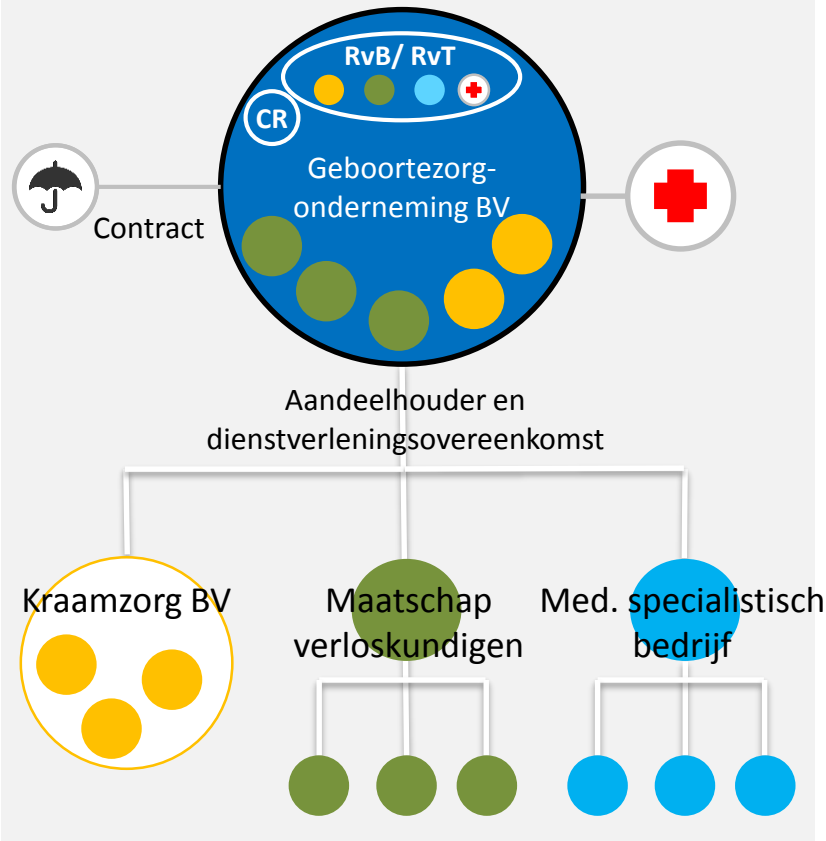 RvB/ RvT
CR
Geboortezorg-
onderneming BV
Contract
Aandeelhouder en
dienstverleningsovereenkomst
Kraamzorg BV
Maatschap
verloskundigen
Med. specialistisch
bedrijf